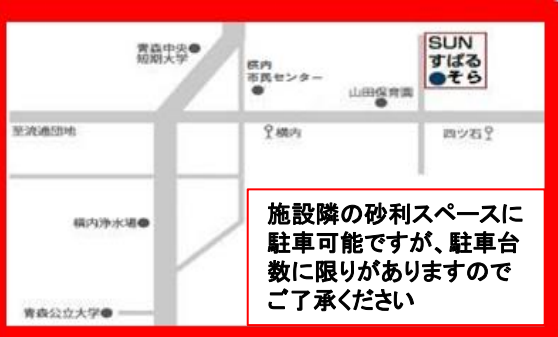 青森中央
短期大学
横内
市民センター
山田保育園
SUN
すばる
そら
至流通団地
横内
四ツ石
横内浄水場
青森公立大学
施設隣の砂利スペースに
駐車可能ですが、駐車台
数に限りがありますので
ご了承ください